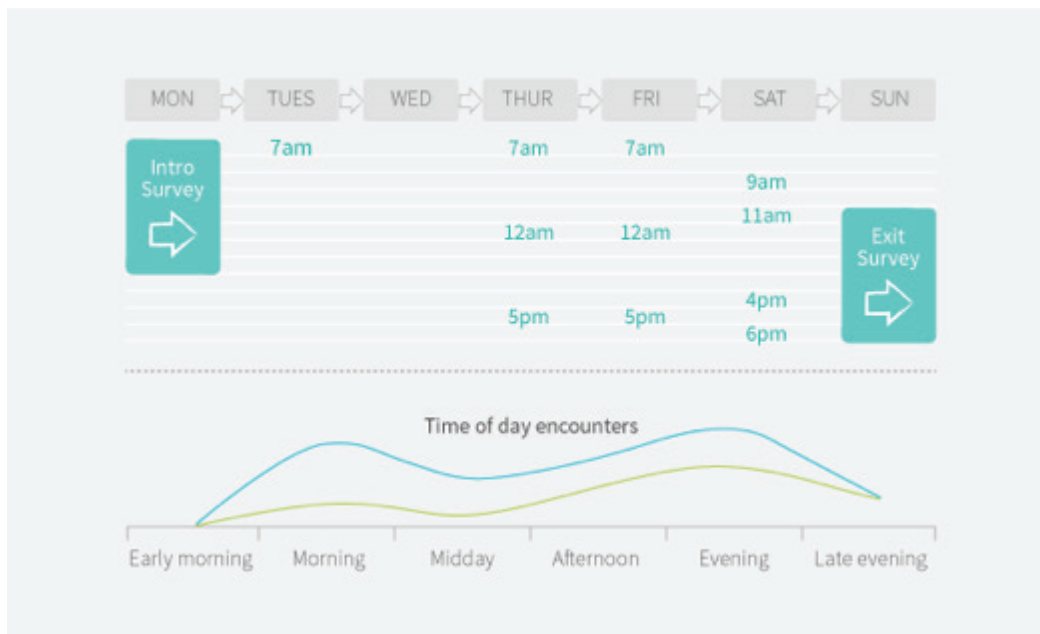 MON TUES WED THUR FRI SAT SUN
Intro
Survey
7am 7am 7am
9am
11am
12am 12am
Exit
Survey
4pm
5pm 5pm
6pm
Time of day encounters
Early morning Morning Midday Afternoon Evening Late evening